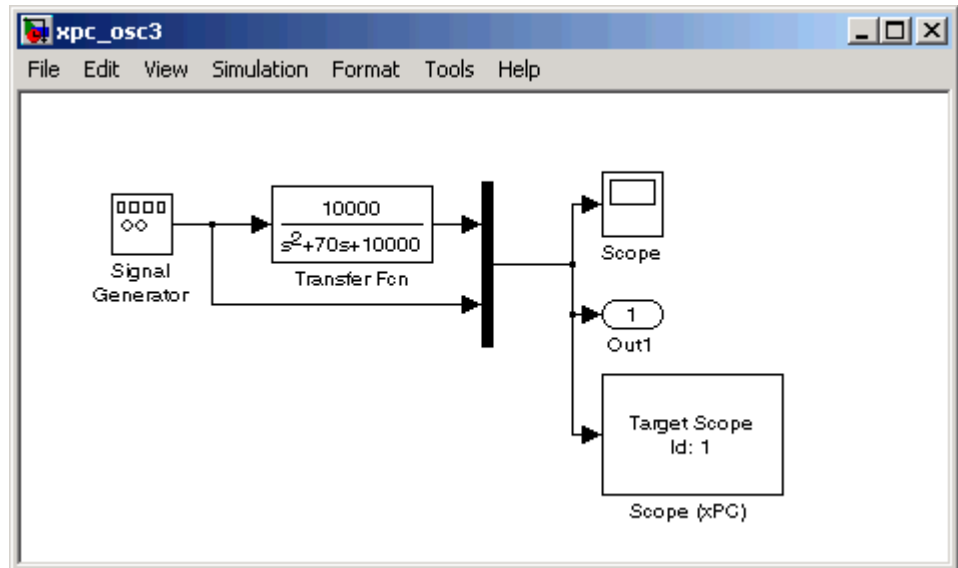 xpc_osc3
File Edit View Simulation Format Tools Help
Signal
Generator
10000
s²+70s+10000
Transfer Fcn
Scope
1
Out1
Target Scope
Id: 1
Scope (xPC)